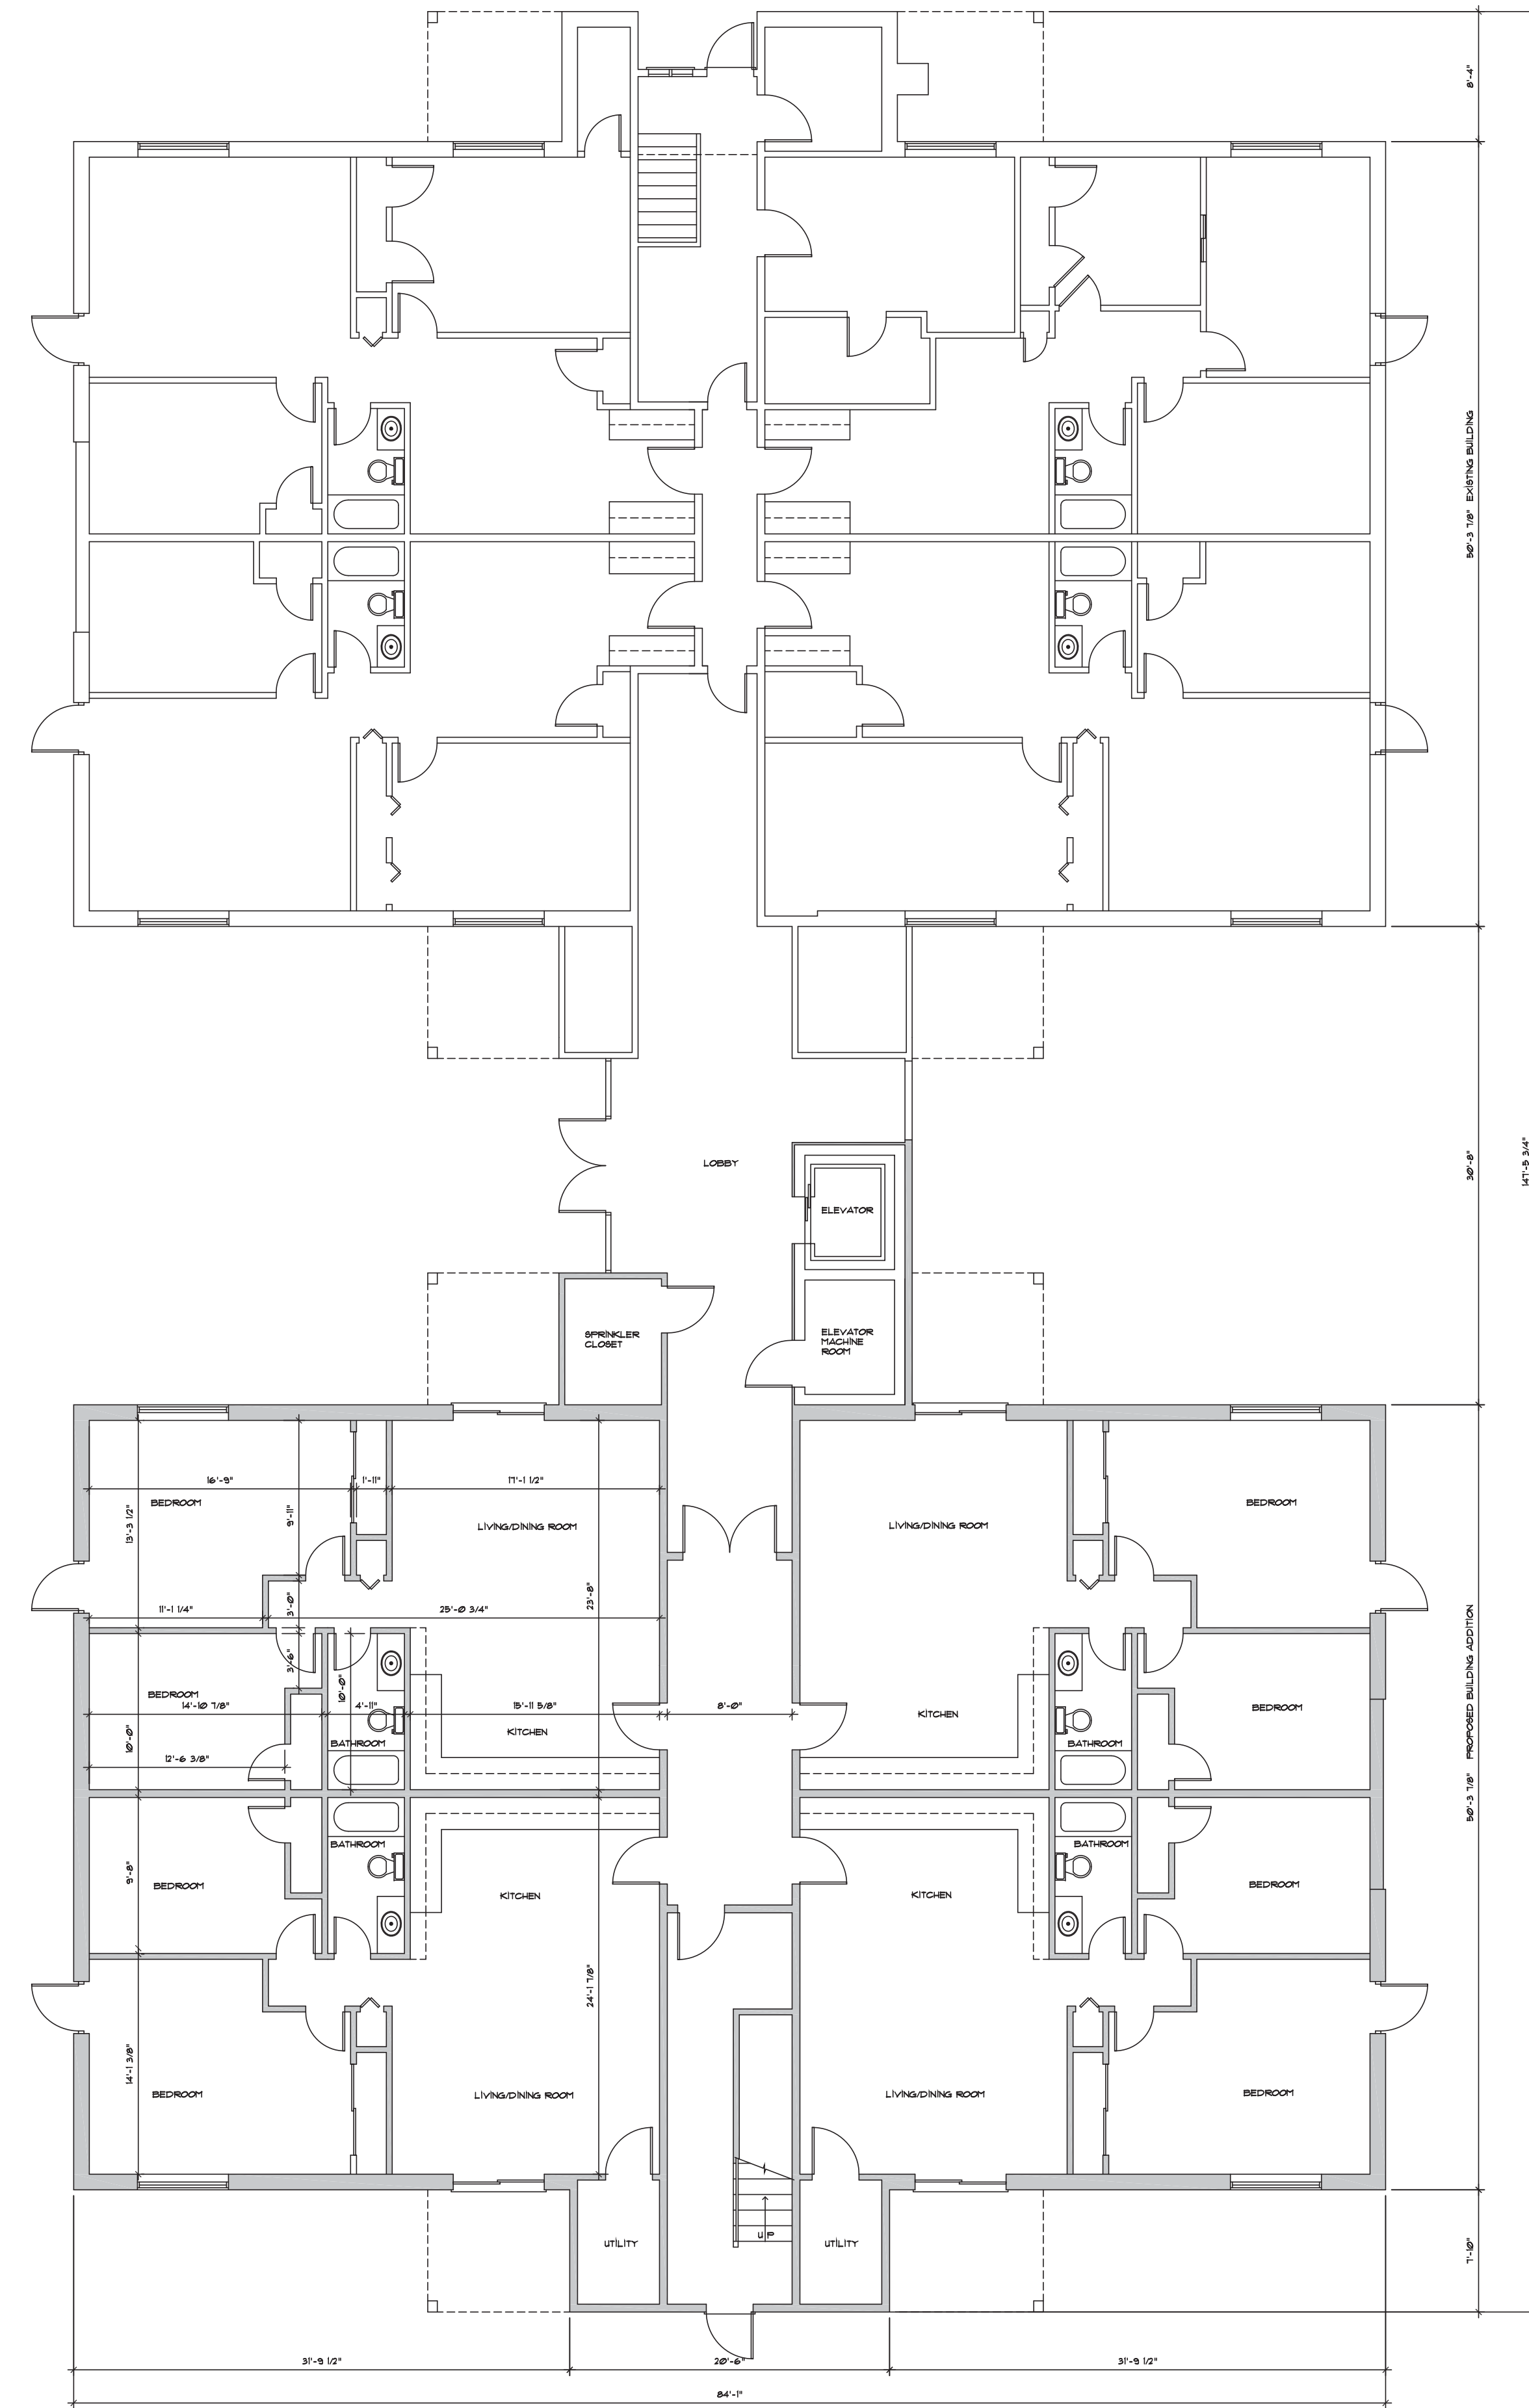 8'-4"
50'-3 7/8" EXISTING BUILDING
30'-8"
147'-5 3/4"
LOBBY
ELEVATOR
SPRINKLER
CLOSET
ELEVATOR
MACHINE
ROOM
16'-9"
1'-11"
17'-1 1/2"
BEDROOM
13'-3 1/2"
9'-11"
LIVING/DINING ROOM
LIVING/DINING ROOM
BEDROOM
11'-1 1/4"
3'-0"
25'-0 3/4"
23'-8"
50'-3 7/8" PROPOSED BUILDING ADDITION
3'-6"
BEDROOM
14'-10 7/8"
10'-0"
4'-11"
15'-11 5/8"
8'-0"
BEDROOM
10'-0"
BATHROOM
KITCHEN
KITCHEN
BATHROOM
12'-6 3/8"
BATHROOM
BATHROOM
9'-8"
BEDROOM
KITCHEN
KITCHEN
BEDROOM
24'-1 7/8"
14'-1 3/8"
BEDROOM
LIVING/DINING ROOM
LIVING/DINING ROOM
BEDROOM
UP
UTILITY
UTILITY
7'-10"
31'-9 1/2"
20'-6"
31'-9 1/2"
84'-1"